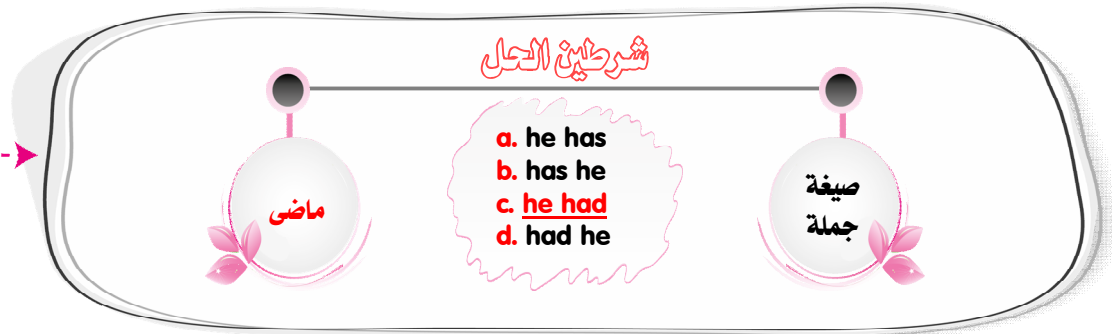 شرطين الحل
صيغة
جملة
a. he has
b. has he
c. he had
d. had he
ماضى